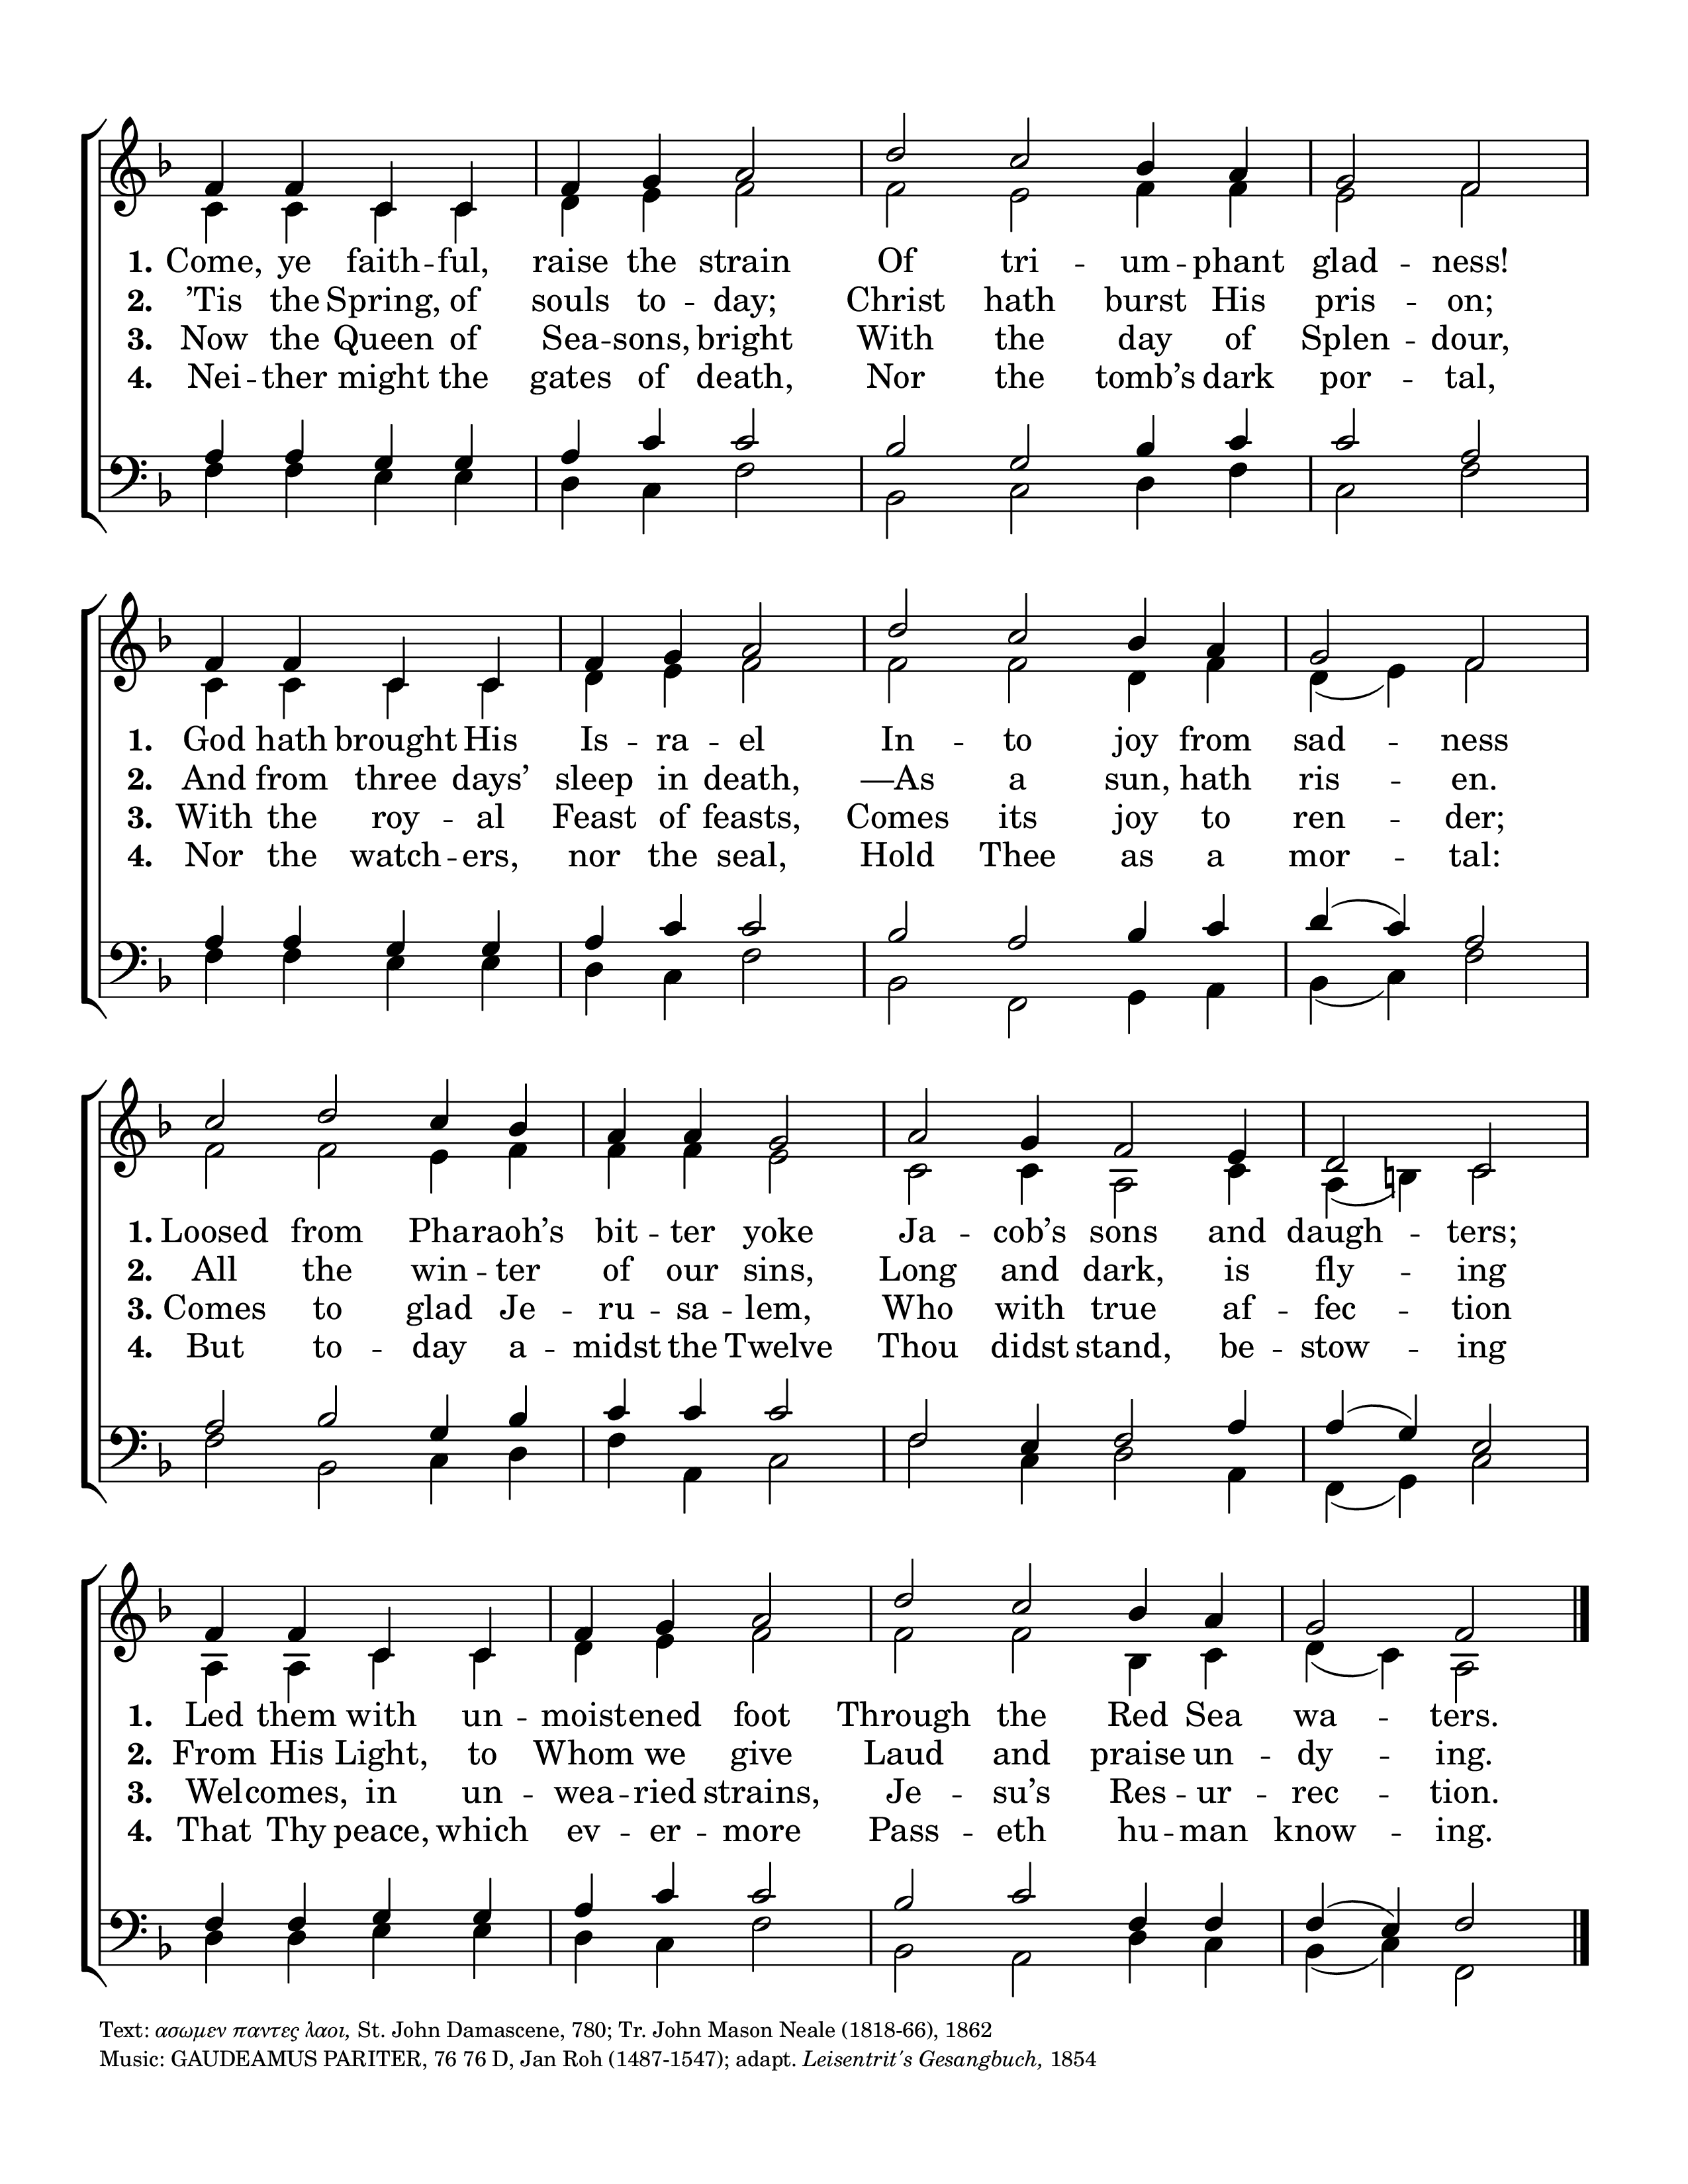 1. Come, ye faith -- ful, raise the strain Of tri -- um -- phant glad -- ness!
2. ’Tis the Spring, of souls to -- day; Christ hath burst His pris -- on;
3. Now the Queen of Sea -- sons, bright With the day of Splen -- dour,
4. Nei -- ther might the gates of death, Nor the tomb’s dark por -- tal,
1. God hath brought His Is -- ra -- el In -- to joy from sad -- ness
2. And from three days’ sleep in death, —As a sun, hath ris -- en.
3. With the roy -- al Feast of feasts, Comes its joy to ren -- der;
4. Nor the watch -- ers, nor the seal, Hold Thee as a mor -- tal:
1. Loosed from Pharaoh’s bit -- ter yoke Ja -- cob’s sons and daugh -- ters;
2. All the win -- ter of our sins, Long and dark, is fly -- ing
3. Comes to glad Je -- ru -- sa -- lem, Who with true af -- fec -- tion
4. But to -- day a -- midst the Twelve Thou didst stand, be -- stow -- ing
1. Led them with un -- moistened foot Through the Red Sea wa -- ters.
2. From His Light, to Whom we give Laud and praise un -- dy -- ing.
3. Welcomes, in un -- wea -- ried strains, Je -- su’s Res -- ur -- rec -- tion.
4. That Thy peace, which ev -- er -- more Pass -- eth hu -- man know -- ing.
Text: ασωμεν παντες λαοι, St. John Damascene, 780; Tr. John Mason Neale (1818-66), 1862
Music: GAUDEAMUS PARITER, 76 76 D, Jan Roh (1487-1547); adapt. Leisentrit's Gesangbuch, 1854